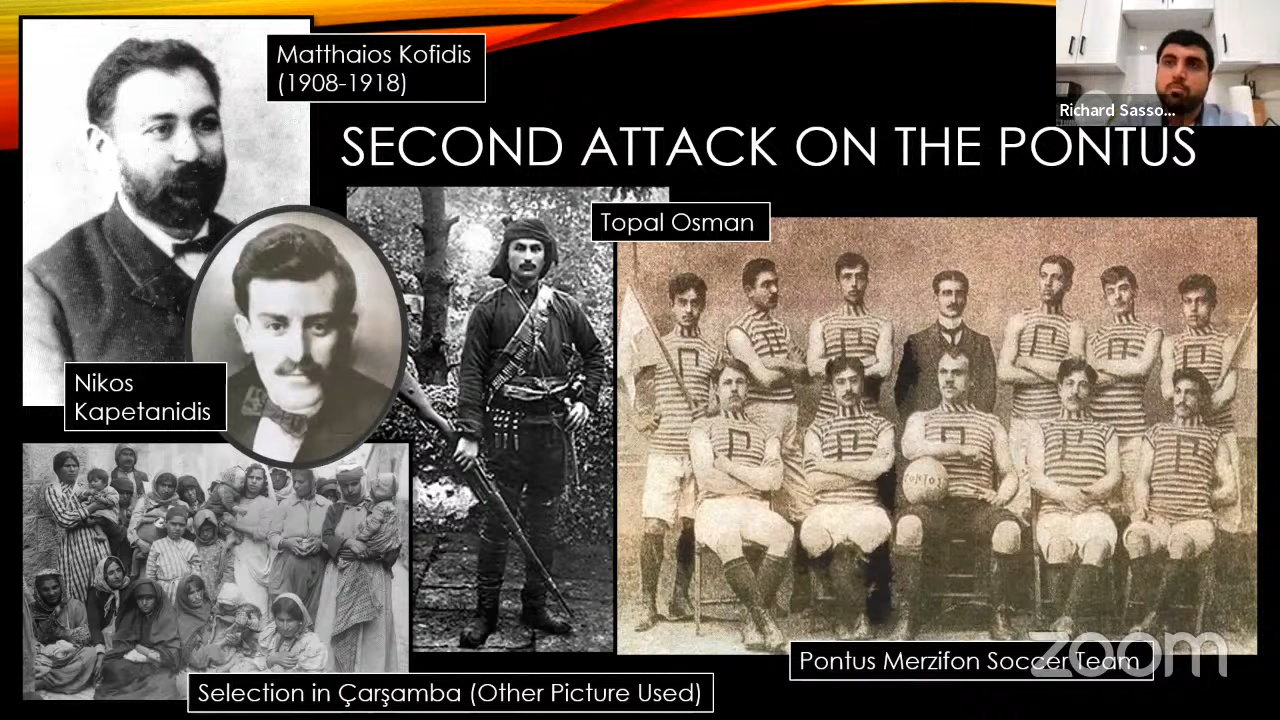 Matthaios Kofidis
(1908-1918)
Richard Sasso...
SECOND ATTACK ON THE PONTUS
Topal Osman
Nikos
Kapetanidis
Pontus Merzifon Soccer Team
zoom
Selection in Çarşamba (Other Picture Used)